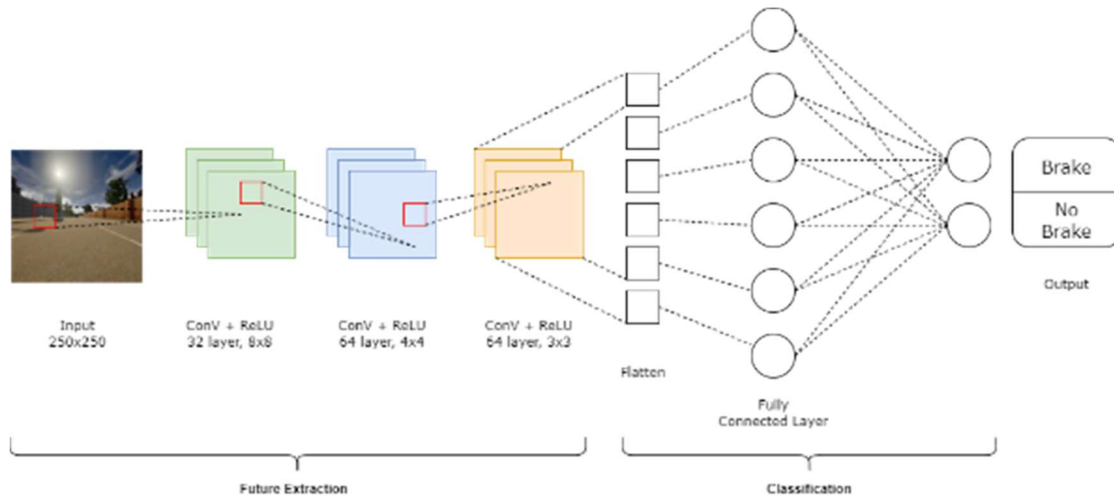 Input
250x250
ConV + ReLU
32 layer, 8x8
ConV + ReLU
64 layer, 4x4
ConV + ReLU
64 layer, 3x3
Flatten
Fully
Connected Layer
Brake
No
Brake
Output
Future Extraction
Classification